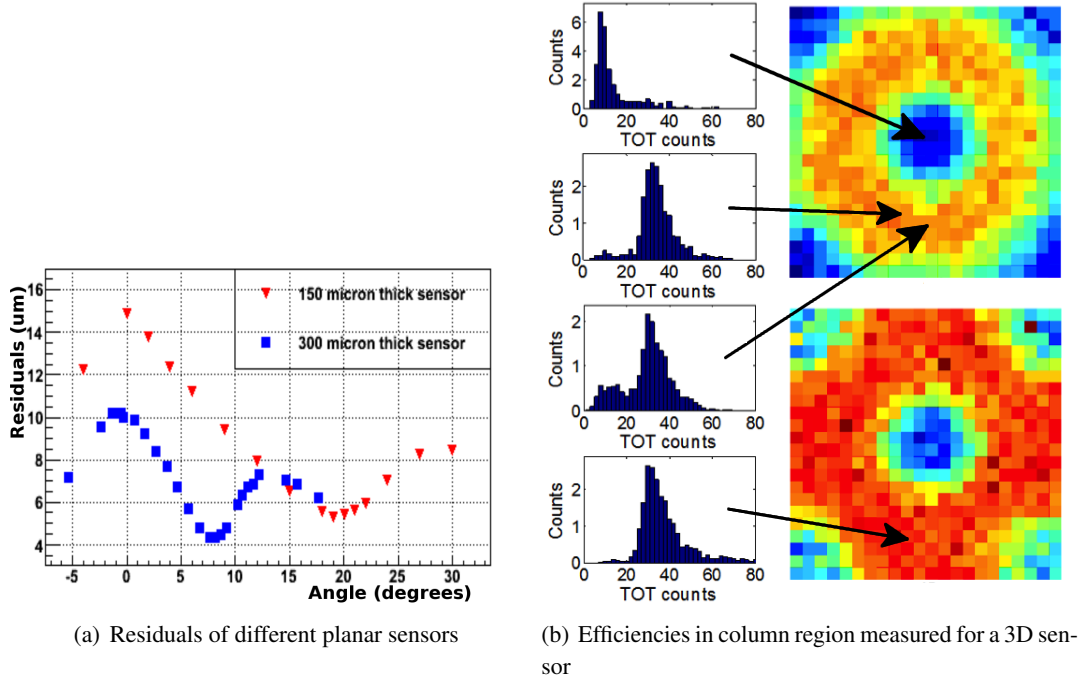 16
14
12
10
8
6
4
Residuals (um)
150 micron thick sensor
300 micron thick sensor
-5 0 5 10 15 20 25 30
Angle (degrees)
(a) Residuals of different planar sensors
6
4
2
0
Counts
0 20 40 60 80
TOT counts
2
1
0
Counts
0 20 40 60 80
TOT counts
2
1
0
Counts
0 20 40 60 80
TOT counts
2
1
0
Counts
0 20 40 60 80
TOT counts
(b) Efficiencies in column region measured for a 3D sen-
sor